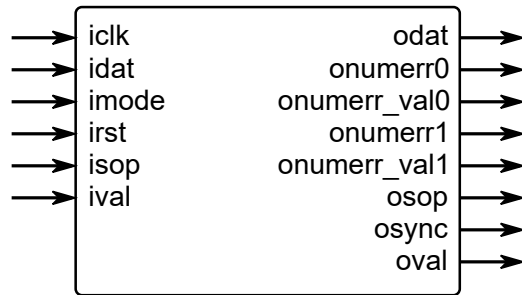 iclk odat
idat onumerr0
imode onumerr_val0
irst onumerr1
isop onumerr_val1
ival osop
osync
oval